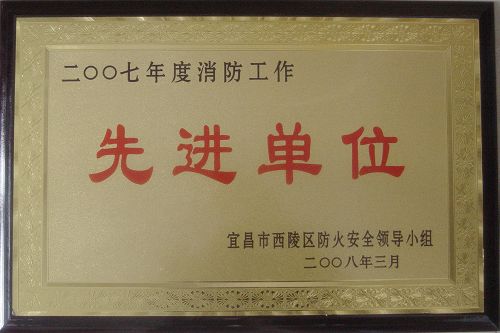 二〇〇七年度消防工作
先进单位
宜昌市西陵区防火安全领导小组
二〇〇八年三月